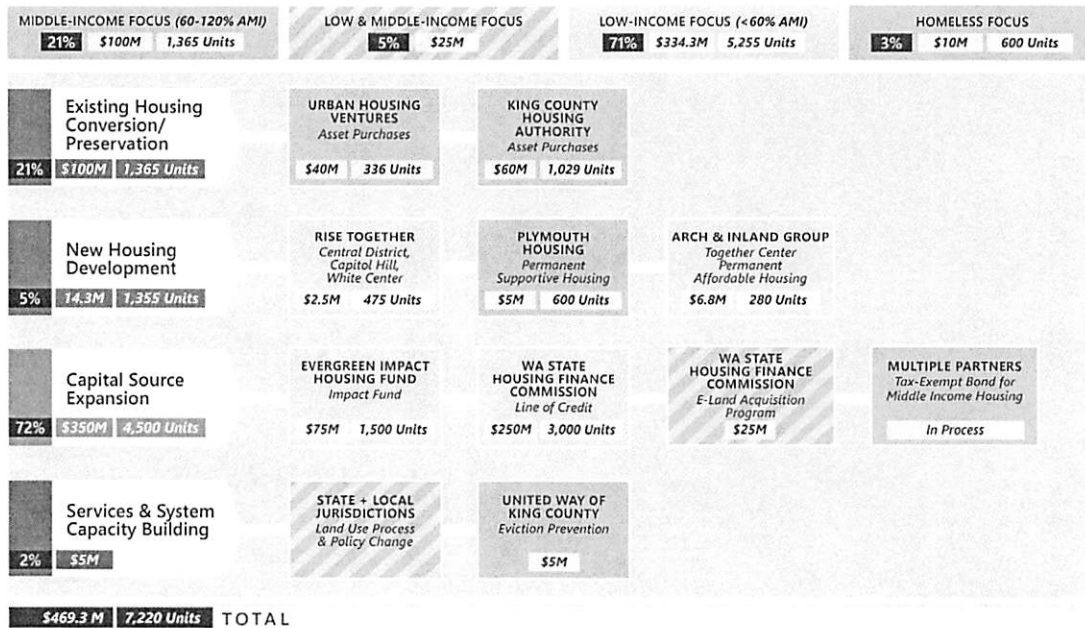 MIDDLE-INCOME FOCUS (60-120% AMI)
21% $100M 1,365 Units
LOW & MIDDLE-INCOME FOCUS
5% $25M
LOW-INCOME FOCUS (<60% AMI)
71% $334.3M 5,255 Units
HOMELESS FOCUS
3% $10M 600 Units
Existing Housing
Conversion/
Preservation
21% $100M 1,365 Units
URBAN HOUSING
VENTURES
Asset Purchases
$40M 336 Units
KING COUNTY
HOUSING
AUTHORITY
Asset Purchases
$60M 1,029 Units
New Housing
Development
5% 14.3M 1,355 Units
RISE TOGETHER
Central District,
Capitol Hill,
White Center
$2.5M 475 Units
PLYMOUTH
HOUSING
Permanent
Supportive Housing
$5M 600 Units
ARCH & INLAND GROUP
Together Center
Permanent
Affordable Housing
$6.8M 280 Units
Capital Source
Expansion
72% $350M 4,500 Units
EVERGREEN IMPACT
HOUSING FUND
Impact Fund
$75M 1,500 Units
WA STATE
HOUSING FINANCE
COMMISSION
Line of Credit
$250M 3,000 Units
WA STATE
HOUSING FINANCE
COMMISSION
E-Land Acquisition
Program
$25M
MULTIPLE PARTNERS
Tax-Exempt Bond for
Middle Income Housing
In Process
Services & System
Capacity Building
2% $5M
STATE + LOCAL
JURISDICTIONS
Land Use Process
& Policy Change
UNITED WAY OF
KING COUNTY
Eviction Prevention
$5M
$469.3 M 7,220 Units TOTAL